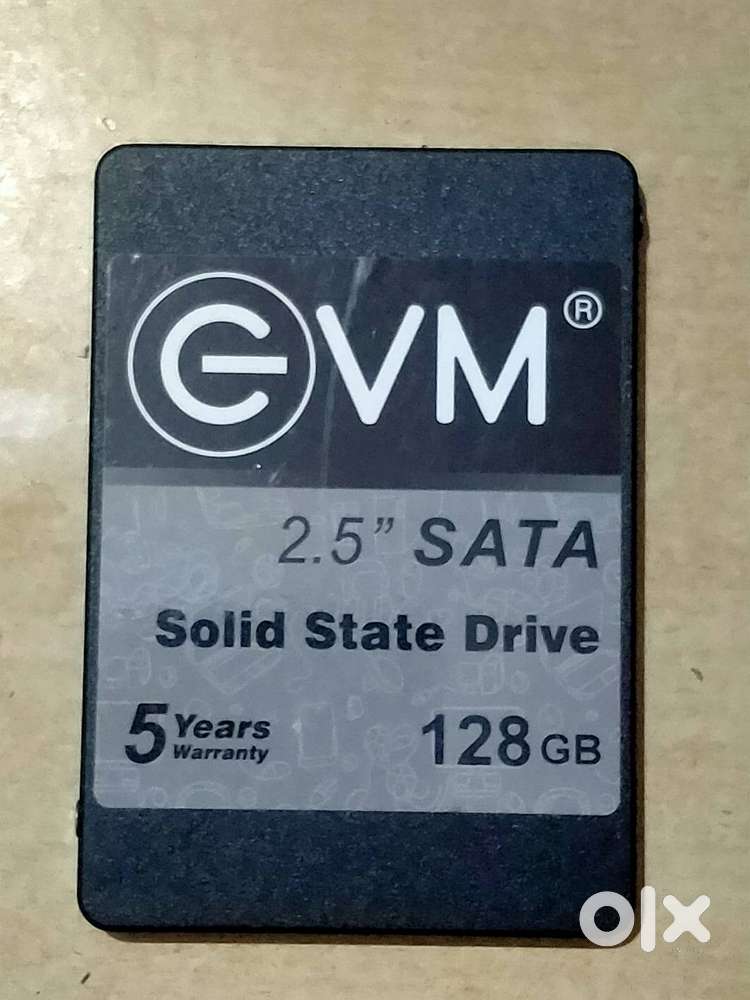 EVM®
2.5” SATA
Solid State Drive
5 Years
Warranty
128 GB
olx